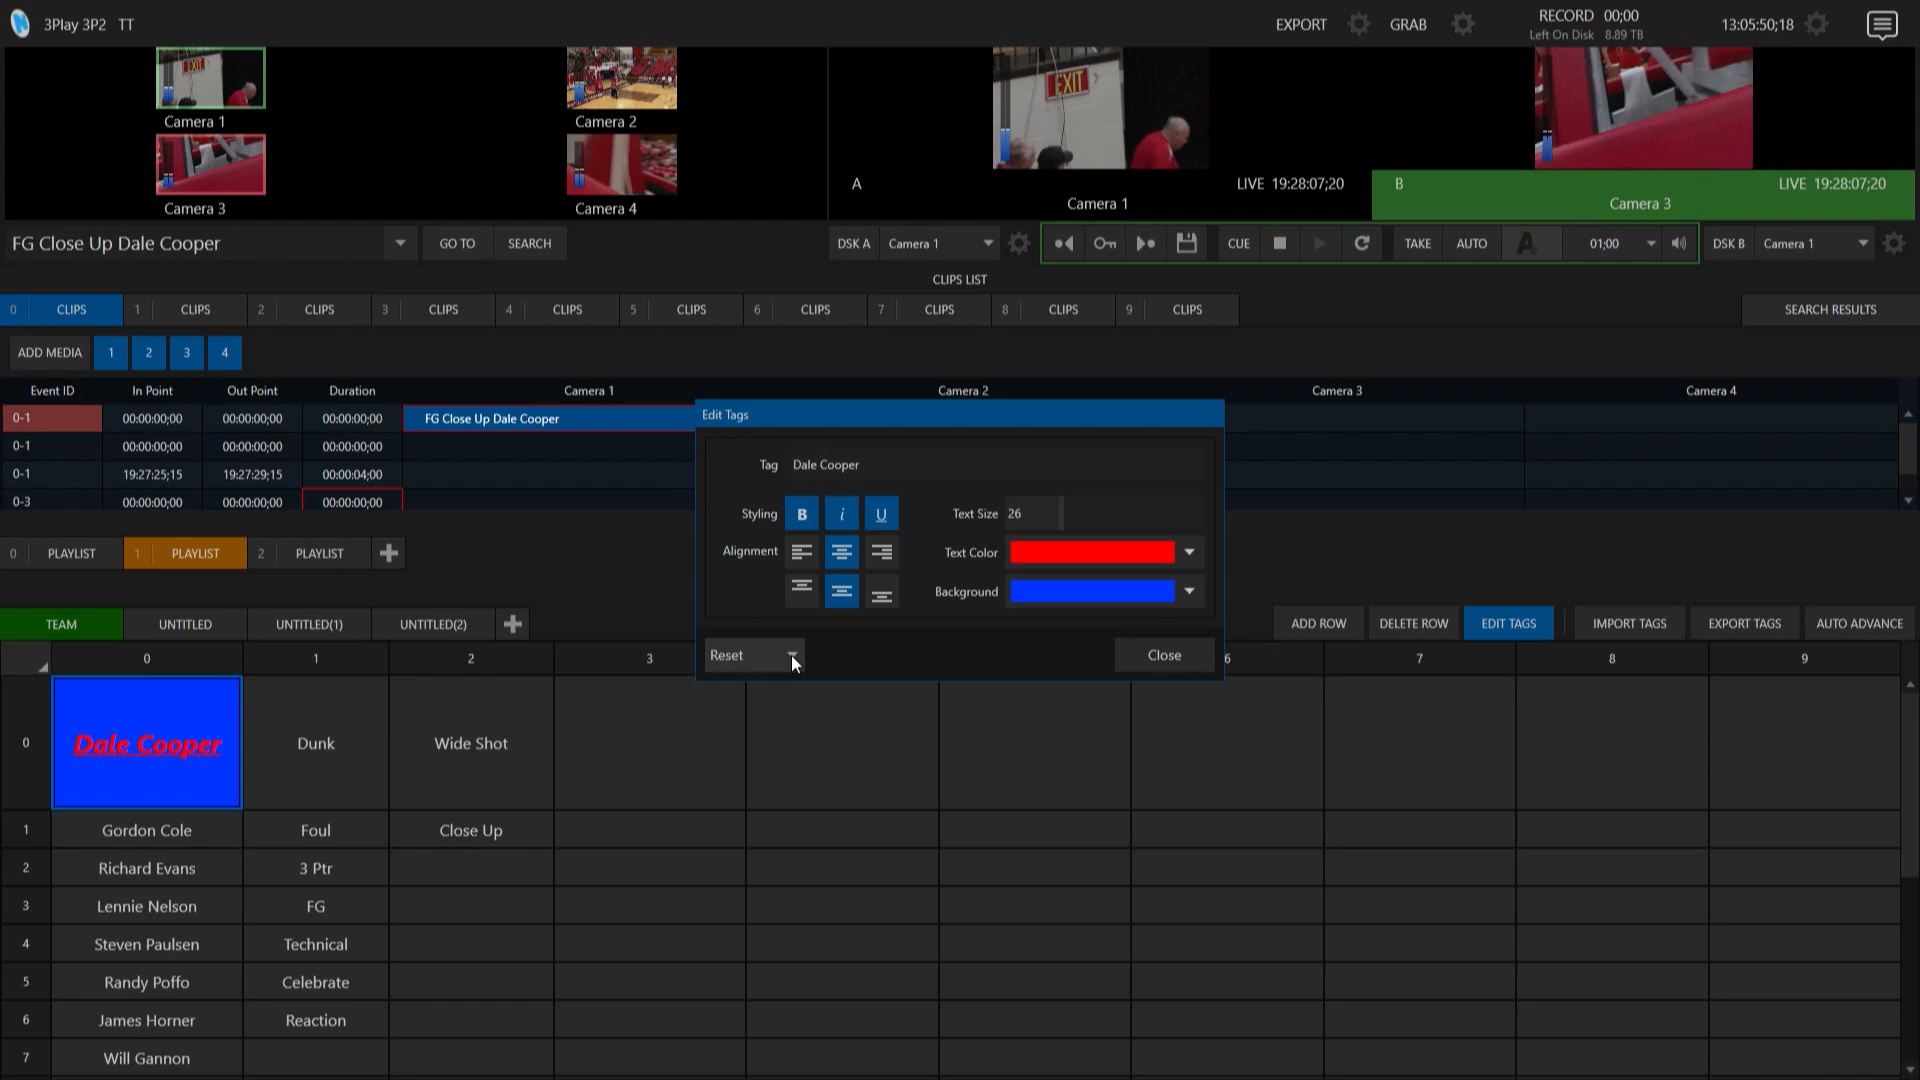 3Play 3P2 TT
EXPORT GRAB RECORD 00;00 13:05:50;18
Left On Disk 8.89 TB
EXIT
EXIT
Camera 1 Camera 2
Camera 3 Camera 4
A LIVE 19:28:07;20
Camera 1
B LIVE 19:28:07;20
Camera 3
FG Close Up Dale Cooper GO TO SEARCH
DSK A Camera 1 CUE TAKE AUTO A 01;00 DSK B Camera 1
CLIPS LIST
0 CLIPS 1 CLIPS 2 CLIPS 3 CLIPS 4 CLIPS 5 CLIPS 6 CLIPS 7 CLIPS 8 CLIPS 9 CLIPS SEARCH RESULTS
ADD MEDIA 1 2 3 4
Event ID In Point Out Point Duration Camera 1 Camera 2 Camera 3 Camera 4
0-1 00:00:00;00 00:00:00;00 00:00:00;00 FG Close Up Dale Cooper
0-1 00:00:00;00 00:00:00;00 00:00:00;00
0-1 19:27:25;15 19:27:29;15 00:00:04;00
0-3 00:00:00;00 00:00:00;00 00:00:00;00
Edit Tags
Tag Dale Cooper
Styling B i U Text Size 26
Alignment Text Color
Background
Reset Close
0 PLAYLIST 1 PLAYLIST 2 PLAYLIST
TEAM UNTITLED UNTITLED(1) UNTITLED(2) ADD ROW DELETE ROW EDIT TAGS IMPORT TAGS EXPORT TAGS AUTO ADVANCE
0 1 2 3 6 7 8 9
0 Dale Cooper Dunk Wide Shot
1 Gordon Cole Foul Close Up
2 Richard Evans 3 Ptr
3 Lennie Nelson FG
4 Steven Paulsen Technical
5 Randy Poffo Celebrate
6 James Horner Reaction
7 Will Gannon